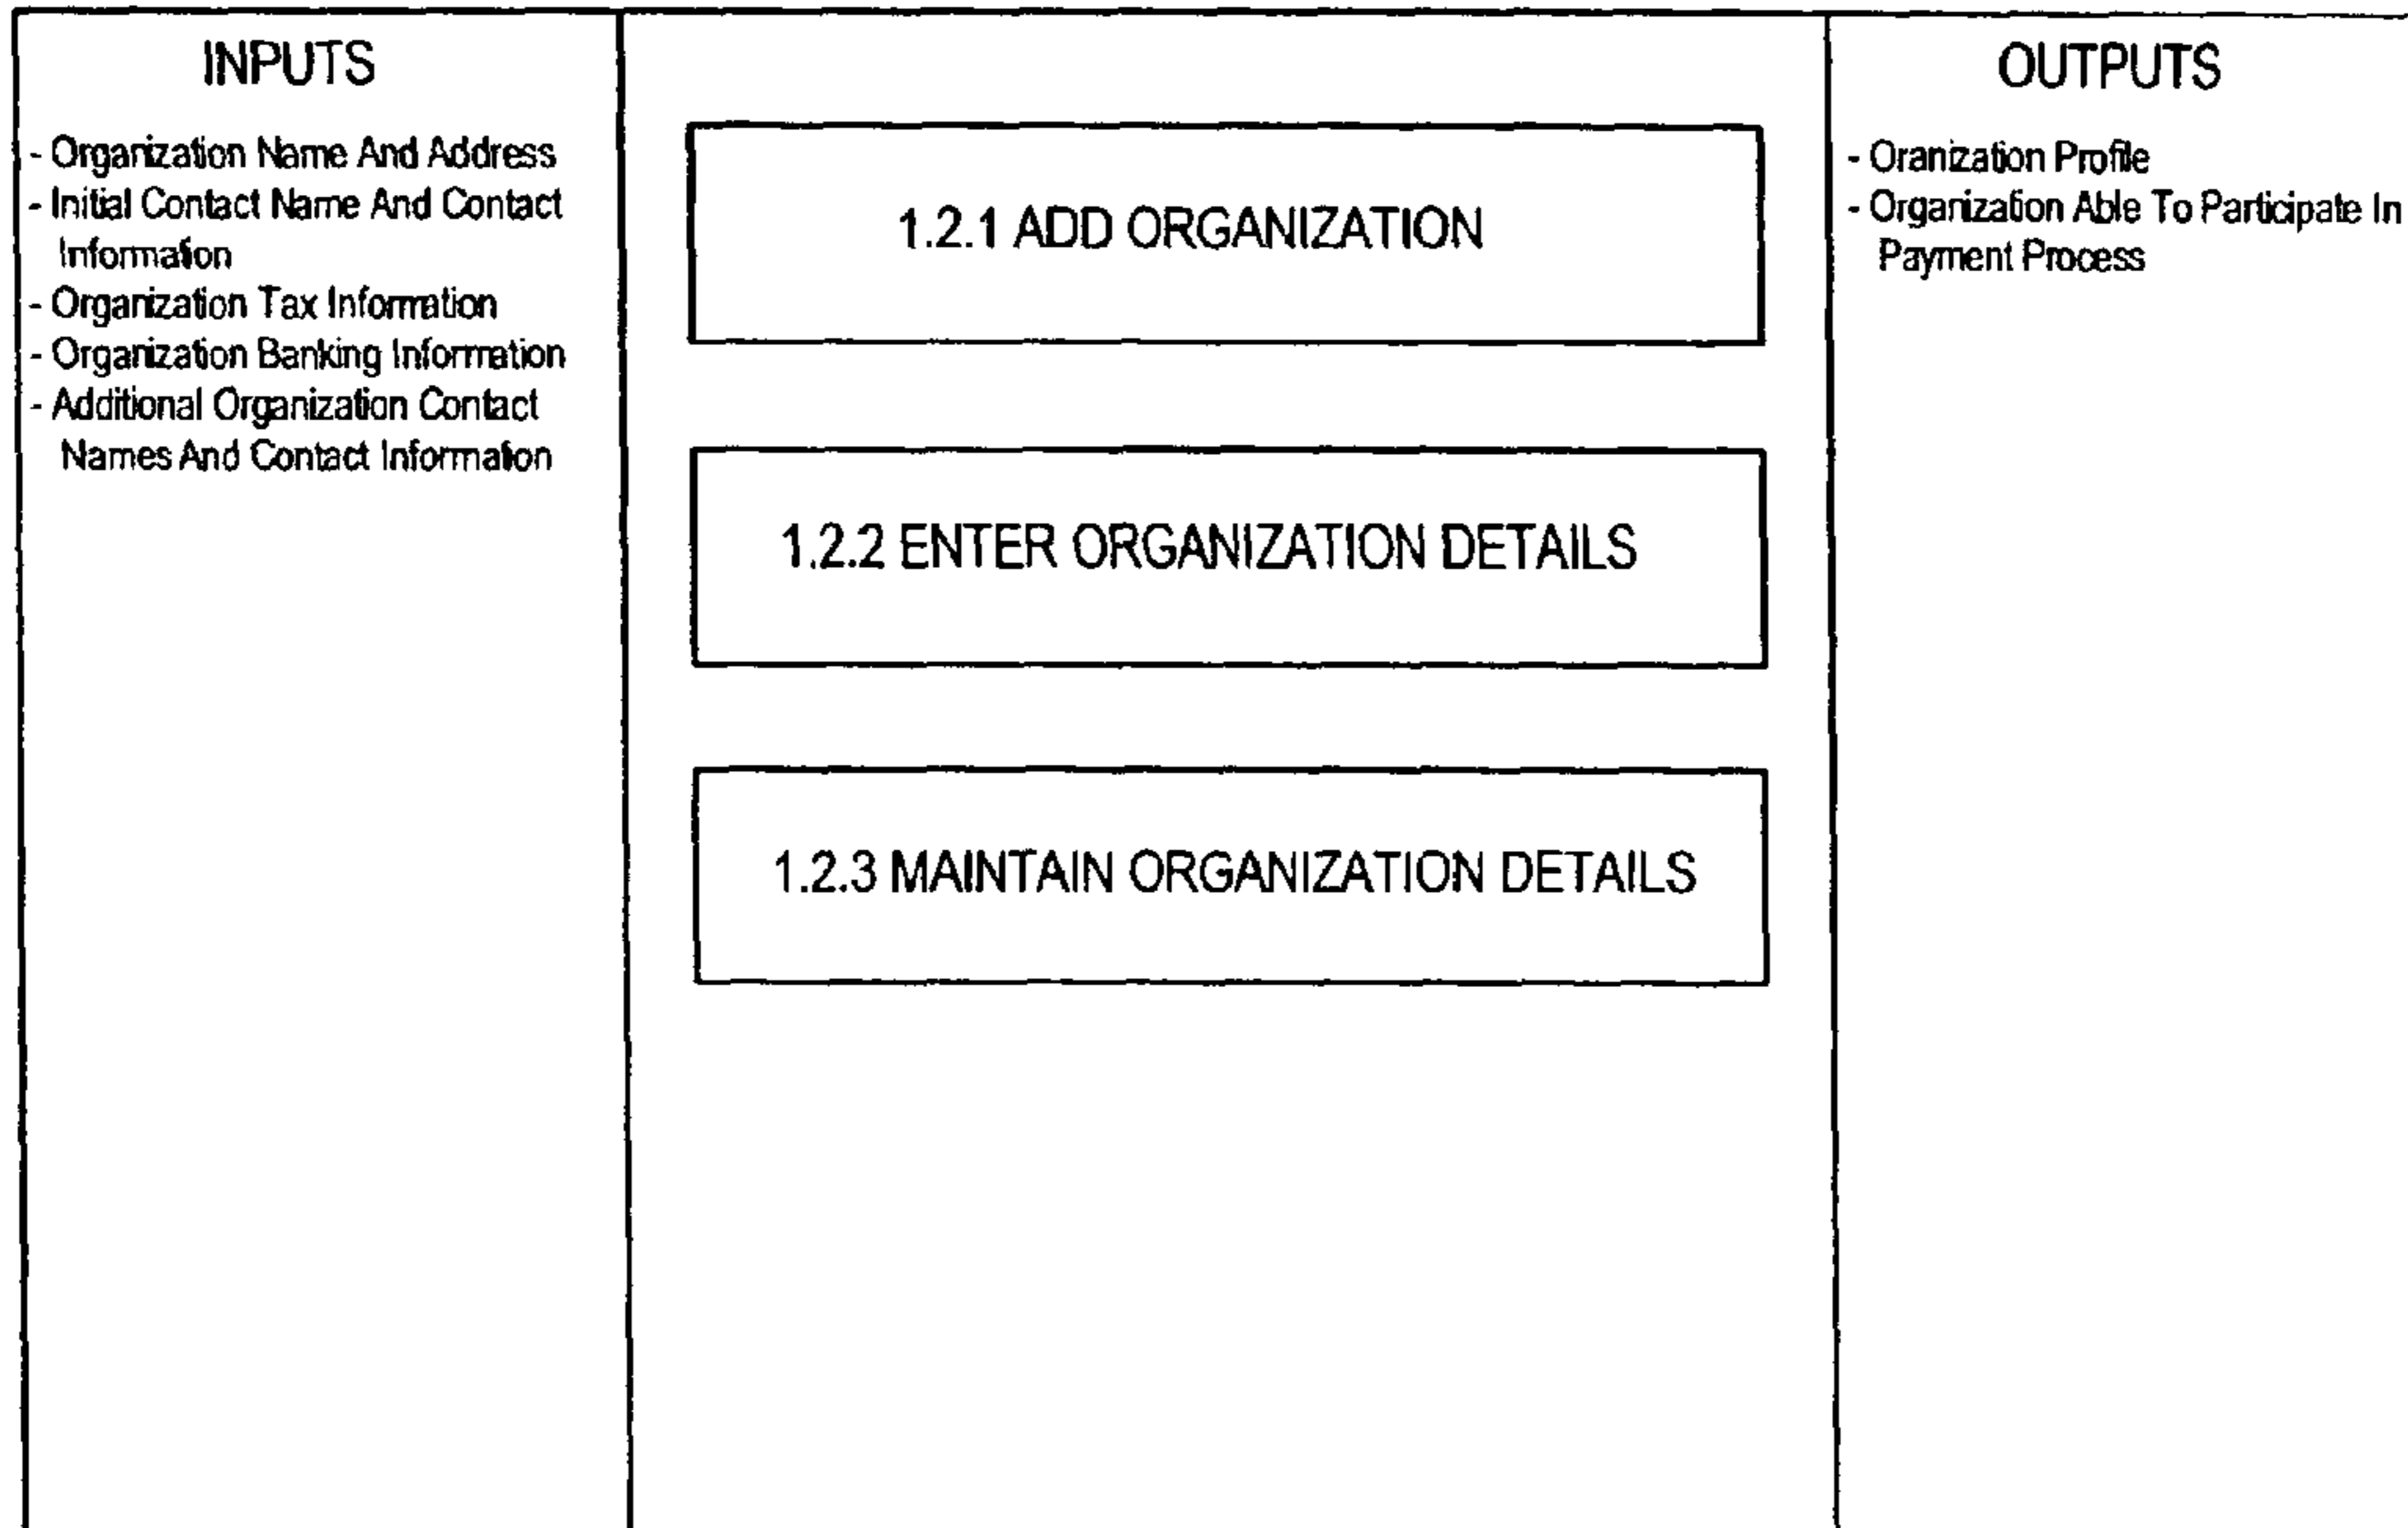 INPUTS
- Organization Name And Address
- Initial Contact Name And Contact
Information
- Organization Tax Information
- Organization Banking Information
- Additional Organization Contact
Names And Contact Information
1.2.1 ADD ORGANIZATION
1.2.2 ENTER ORGANIZATION DETAILS
1.2.3 MAINTAIN ORGANIZATION DETAILS
OUTPUTS
- Oranization Profile
- Organization Able To Participate In
Payment Process